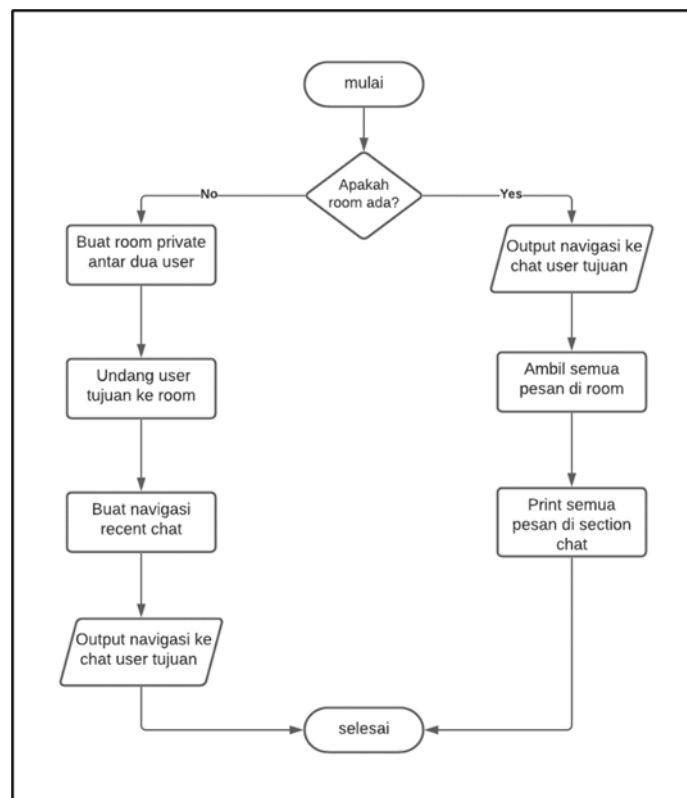 mulai
Apakah
room ada?
No
Yes
Buat room private
antar dua user
Undang user
tujuan ke room
Buat navigasi
recent chat
Output navigasi ke
chat user tujuan
Output navigasi ke
chat user tujuan
Ambil semua
pesan di room
Print semua
pesan di section
chat
selesai